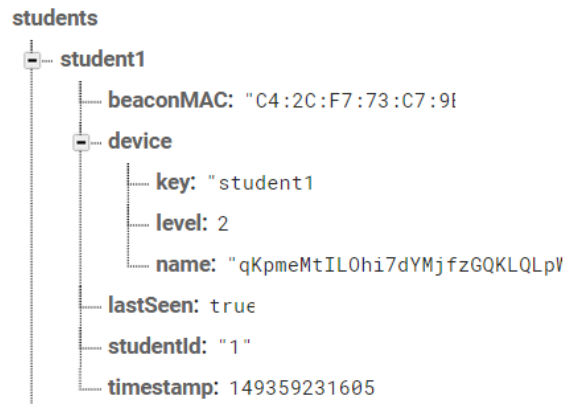 students
student1
beaconMAC: "C4:2C:F7:73:C7:9
device
key: "student1
level: 2
name: "qKpmeMtILOhi7dYMjfzGQKLQLp
lastSeen: true
studentId: "1"
timestamp: 149359231605